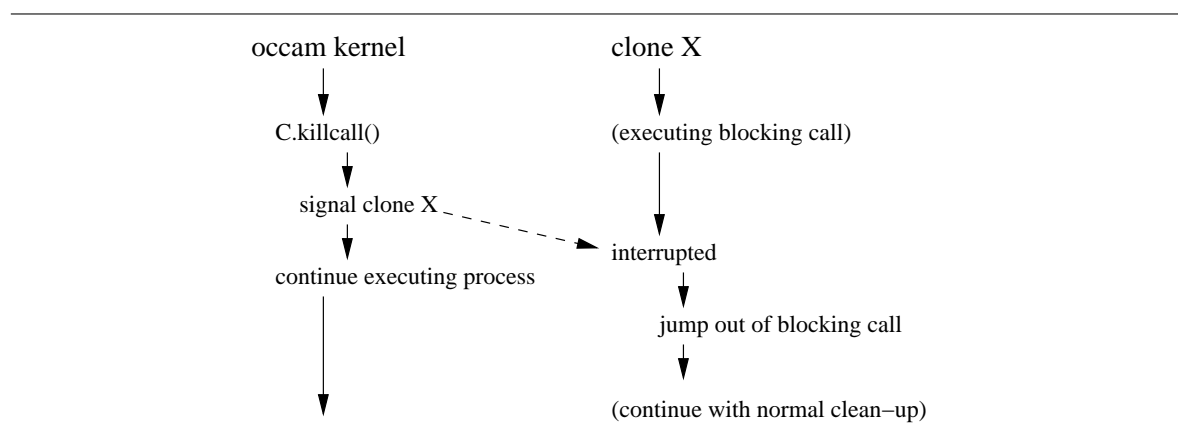 occam kernel
clone X
C.killcall()
(executing blocking call)
signal clone X
interrupted
continue executing process
jump out of blocking call
(continue with normal clean−up)